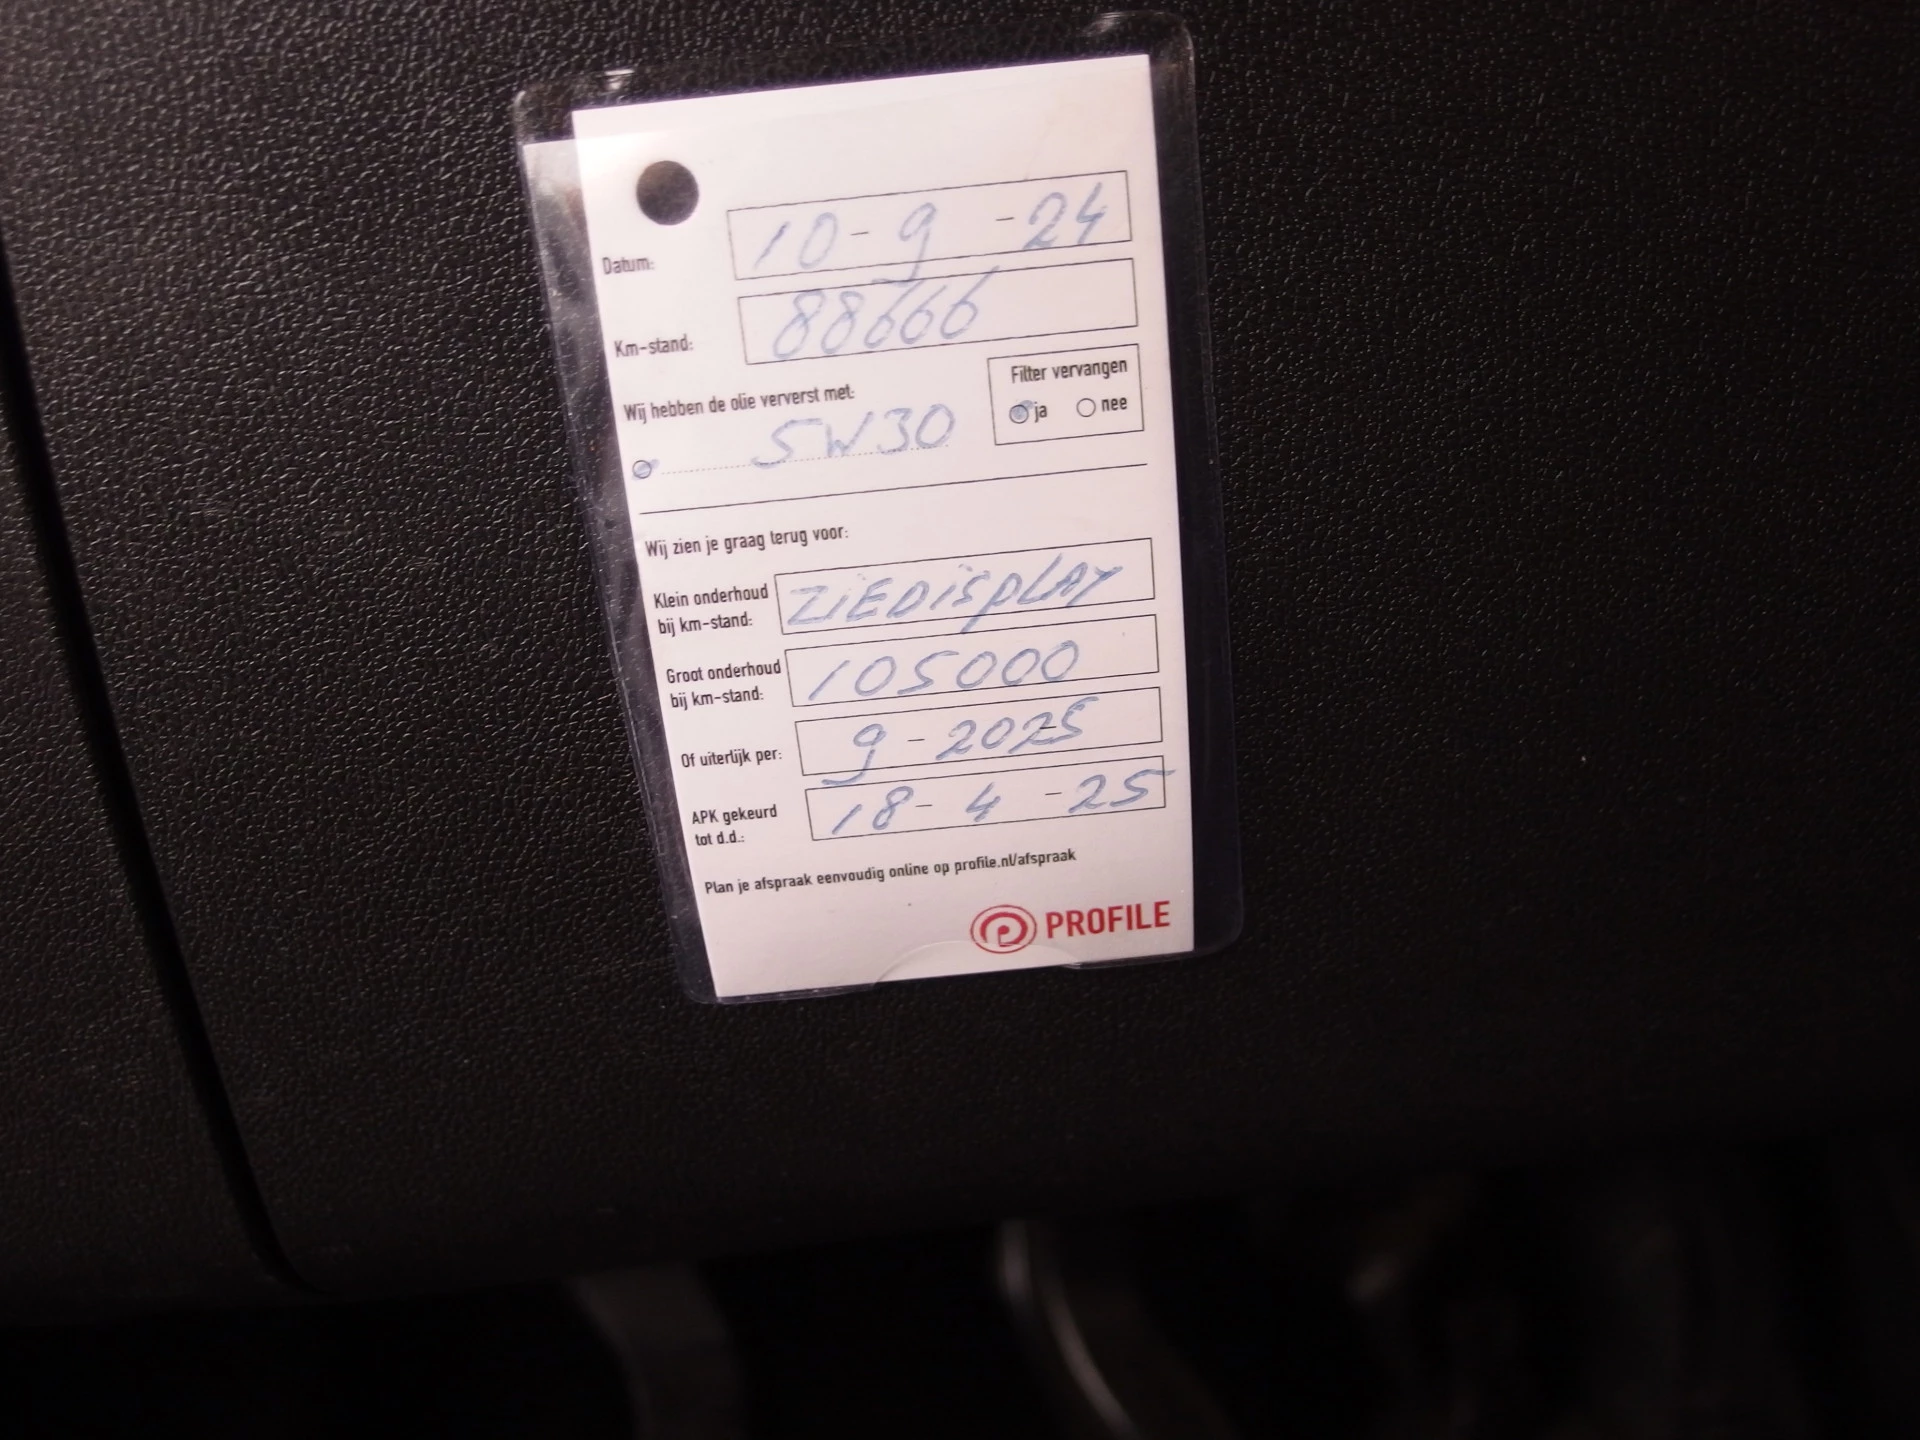 Datum: 10-9-24
Km-stand: 88666
Wij hebben de olie ververst met:
5W30
Filter vervangen
ja nee
Wij zien je graag terug voor:
Klein onderhoud
bij km-stand: ZIEDISPLAY
Groot onderhoud
bij km-stand: 105000
Of uiterlijk per: 9-2025
APK gekeurd
tot d.d.: 18-4-25
Plan je afspraak eenvoudig online op profile.nl/afspraak
PROFILE